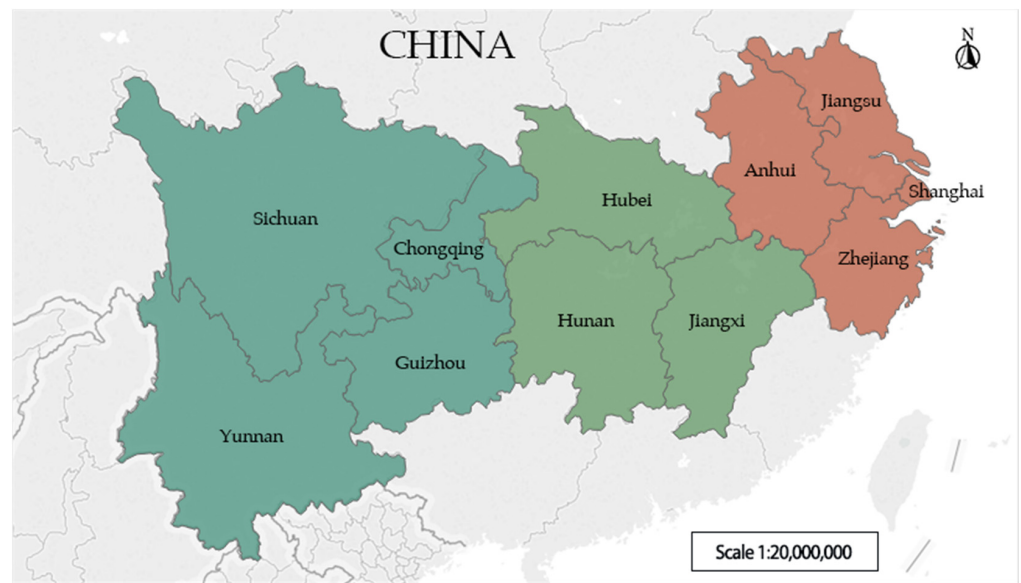 CHINA
N
Jiangsu
Anhui
Shanghai
Hubei
Sichuan
Chongqing
Zhejiang
Hunan
Jiangxi
Guizhou
Yunnan
Scale 1:20,000,000